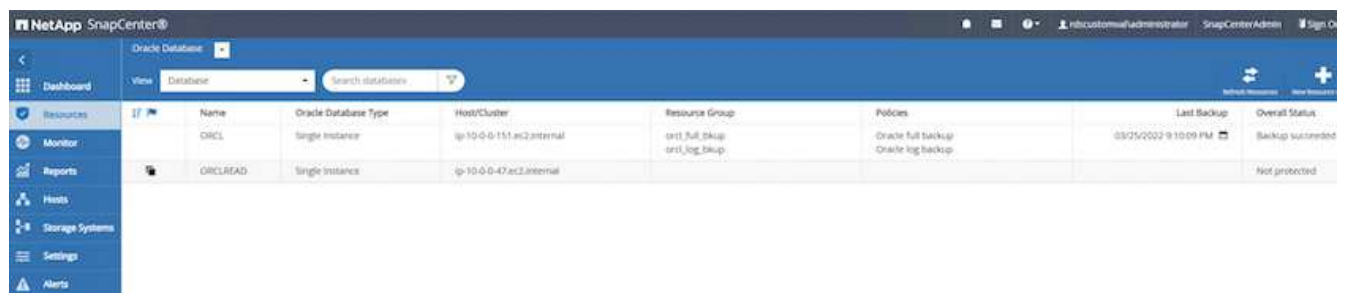 NetApp SnapCenter®
rdscustomval\administrator SnapCenterAdmin Sign O
Oracle Database
View Database Search databases
Refresh Resources New Resource
Dashboard
Resources
Monitor
Reports
Hosts
Storage Systems
Settings
Alerts
Name Oracle Database Type Host/Cluster Resource Group Policies Last Backup Overall Status
ORCL Single Instance ip-10-0-0-151.ec2.internal orcl_full_bkup Oracle full backup 03/25/2022 9:10:09 PM Backup succeeded
orcl_log_bkup Oracle log backup
ORCLREAD Single Instance ip-10-0-0-47.ec2.internal Not protected